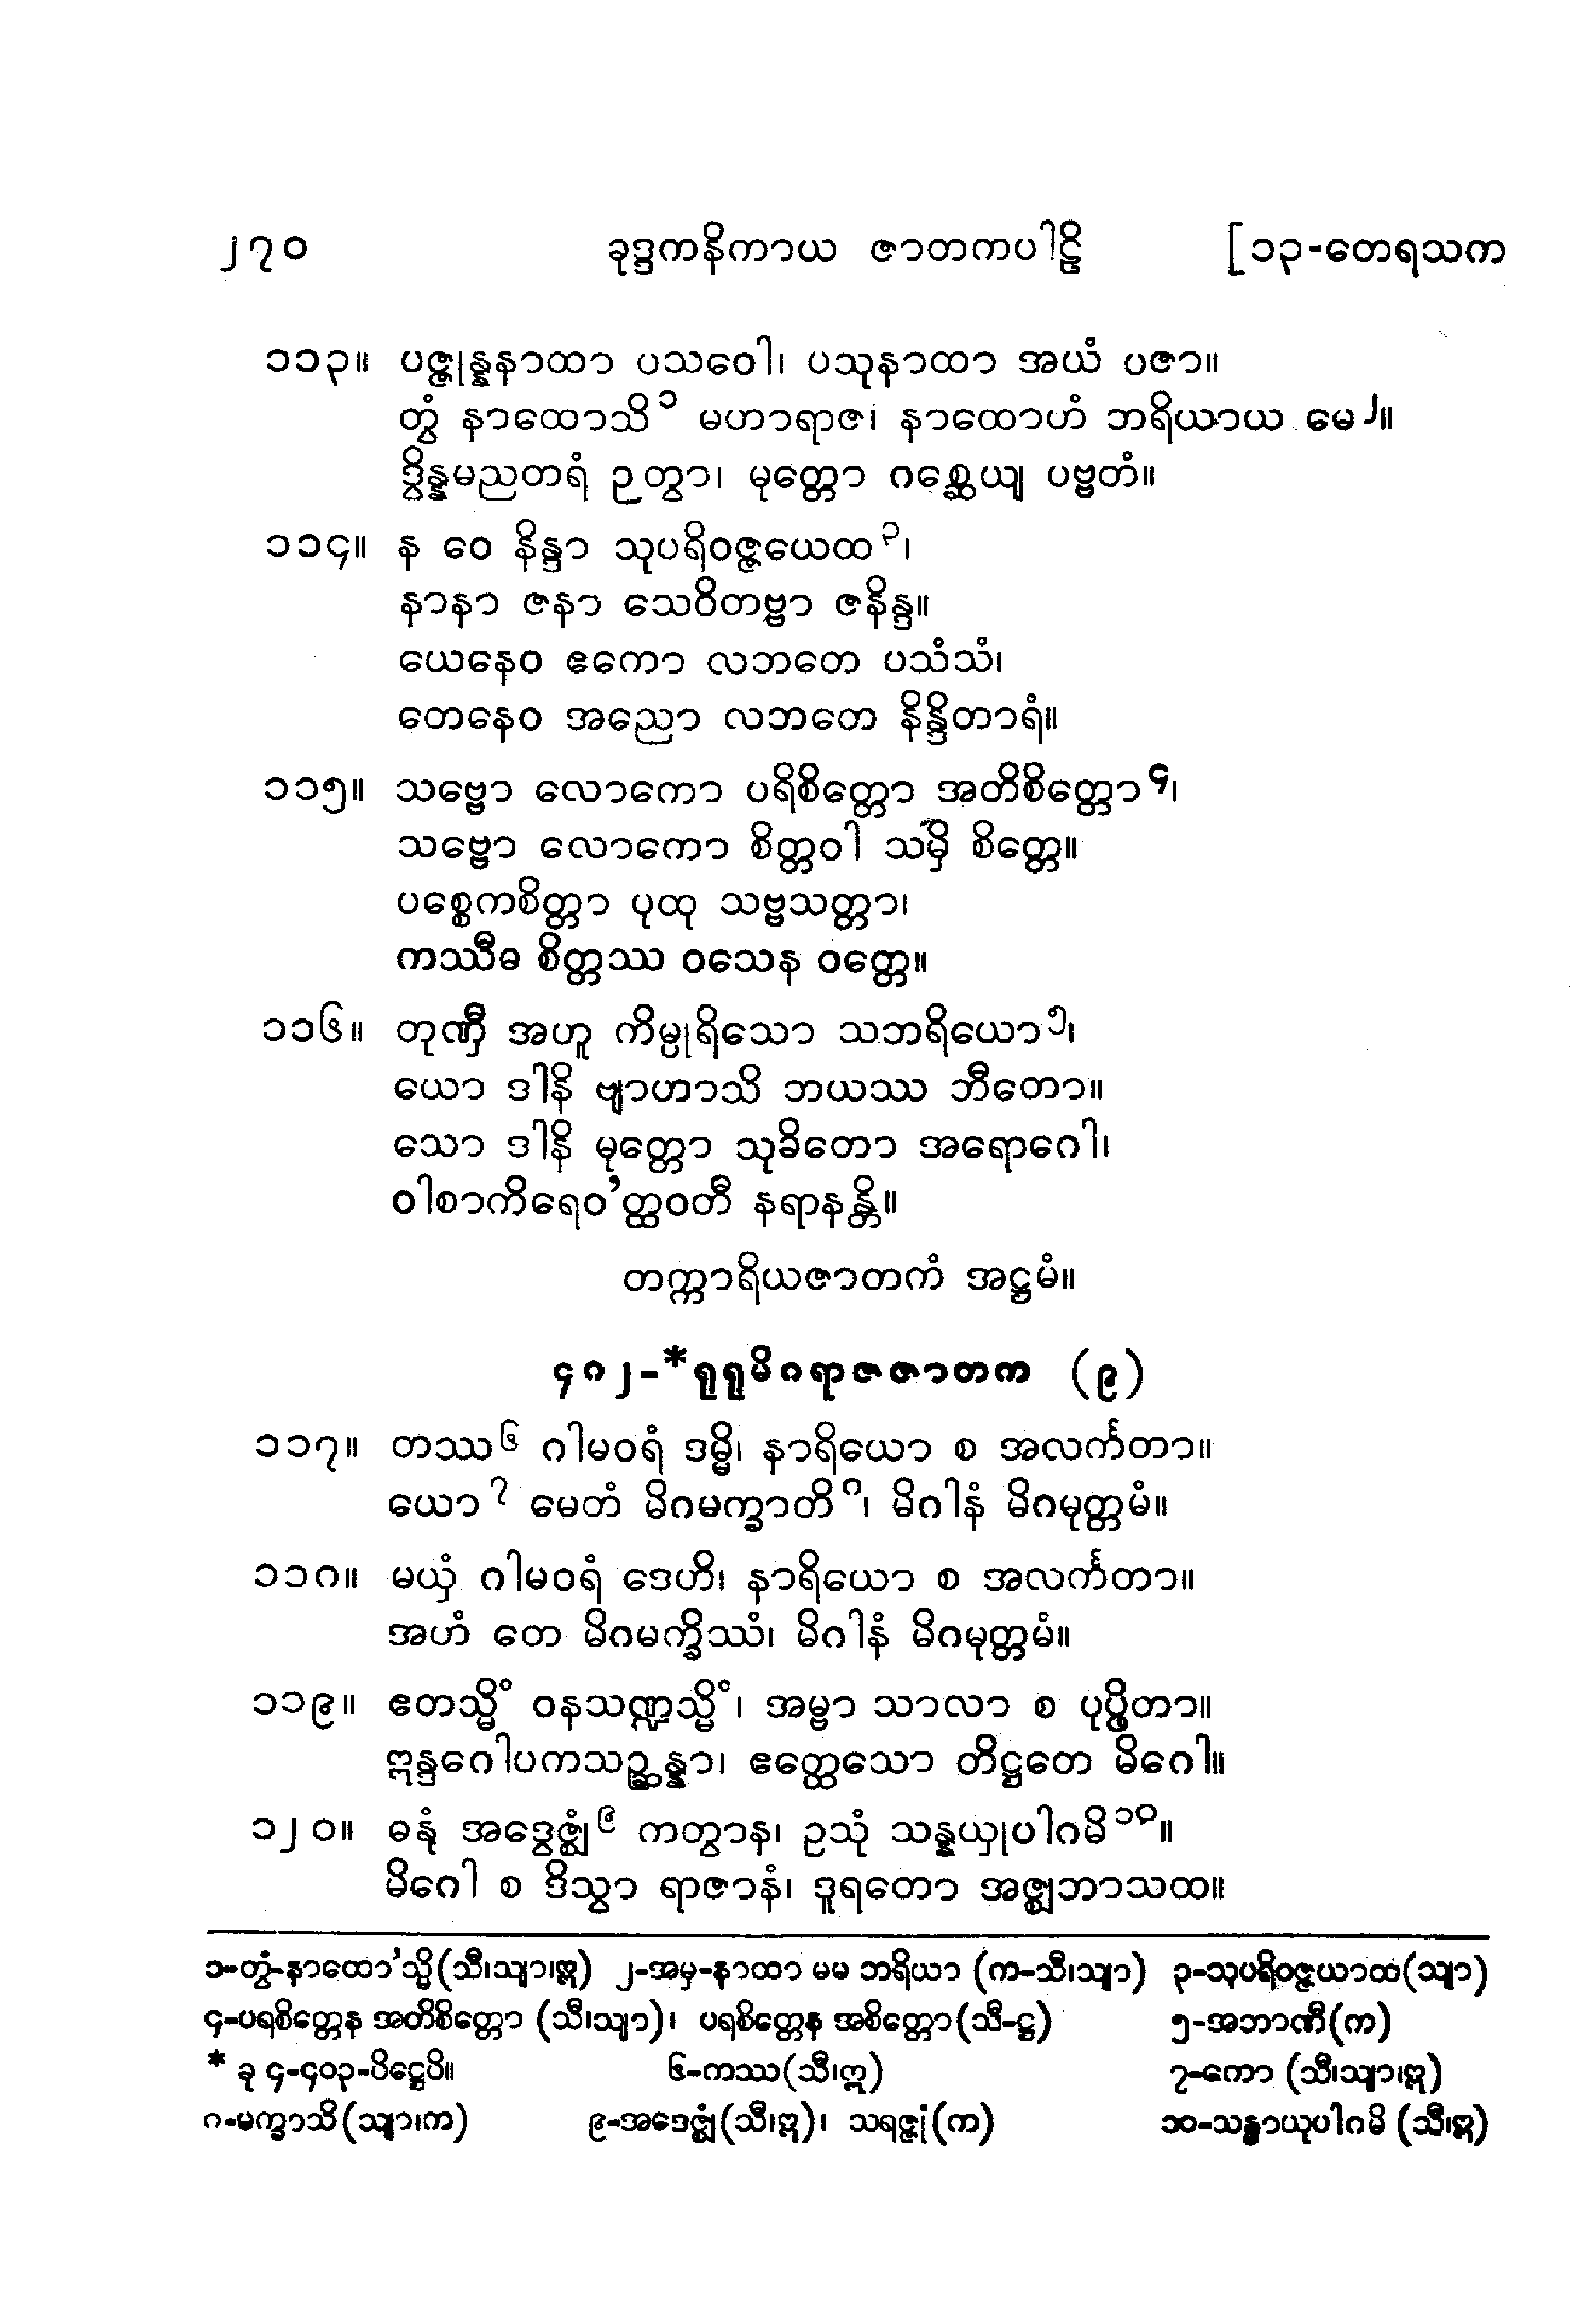 ၂၇၀ ခုဒ္ဒကနိကာယ ဇာတကပါဠိ [၁၃-တေရသက
၁၁၃။ ပဇ္ဇုန္နနာထာ ပသဝေါ၊ ပသုနာထာ အယံ ပဇာ။
တွံ နာထောသိ၁ မဟာရာဇ၊ နာထောဟံ ဘရိယာယ မေ၂။
ဒွိန္နမညတရံ ဉတွာ၊ မုတ္တော ဂစ္ဆေယျ ပဗ္ဗတံ။
၁၁၄။ န ဝေ နိန္ဒာ သုပရိဝဇ္ဇယေထ၃၊
နာနာ ဇနာ သေဝိတဗ္ဗာ ဇနိန္ဒ။
ယေနေဝ ဧကော လဘတေ ပသံသံ၊
တေနေဝ အညော လဘတေ နိန္ဒိတာရံ။
၁၁၅။ သဗ္ဗော လောကော ပရိစိတ္တော အတိစိတ္တော၄၊
သဗ္ဗော လောကော စိတ္တဝါ သမှိ စိတ္တေ။
ပစ္စေကစိတ္တာ ပုထု သဗ္ဗသတ္တာ၊
ကဿီဓ စိတ္တဿ ဝသေန ဝတ္တေ။
၁၁၆။ တုဏှီ အဟူ ကိမ္ပုရိသော သဘရိယော၅၊
ယော ဒါနိ ဗျာဟာသိ ဘယဿ ဘီတော။
သော ဒါနိ မုတ္တော သုခိတော အရောဂေါ၊
ဝါစာကိရေဝ’တ္ထဝတီ နရာနန္တိ။
တက္ကာရိယဇာတကံ အဋ္ဌမံ။
၄၈၂-*ရုရုမိဂရာဇဇာတက (၉)
၁၁၇။ တဿ၆ ဂါမဝရံ ဒမ္မိ၊ နာရိယော စ အလင်္ကတာ။
ယော၇ မေတံ မိဂမက္ခာတိ၈၊ မိဂါနံ မိဂမုတ္တမံ။
၁၁၈။ မယှံ ဂါမဝရံ ဒေဟိ၊ နာရိယော စ အလင်္ကတာ။
အဟံ တေ မိဂမက္ခိဿံ၊ မိဂါနံ မိဂမုတ္တမံ။
၁၁၉။ ဧတသ္မိံ ဝနသဏ္ဍသ္မိံ၊ အမ္ဗာ သာလာ စ ပုပ္ဖိတာ။
ဣန္ဒဂေါပကသဉ္ဆန္နာ၊ ဧတ္ထေသော တိဋ္ဌတေ မိဂေါ။
၁၂၀။ ဓနုံ အဒွေဇ္ဈံ၉ ကတွာန၊ ဥသုံ သန္နယှုပါဂမိ၁၀။
မိဂေါ စ ဒိသွာ ရာဇာနံ၊ ဒူရတော အဇ္ဈဘာသထ။
၁-တွံ-နာထော’သ္မိ(သီ၊သျာ၊ဣ) ၂-အမှ-နာထာ မမ ဘရိယာ (က-သီ၊သျာ) ၃-သုပရိဝဇ္ဇယာထ(သျာ)
၄-ပရစိတ္တေန အတိစိတ္တော (သီ၊သျာ)၊ ပရစိတ္တေန အစိတ္တော(သီ-ဋ္ဌ) ၅-အဘာဏီ(က)
* ခု ၄-၄၀၃-ပိဋ္ဌေပိ။ ၆-ကဿ(သီ၊ဣ) ၇-ကော (သီ၊သျာ၊ဣ)
၈-မက္ခာသိ(သျာ၊က) ၉-အဒေဇ္ဈံ(သီ၊ဣ)၊ သရဇ္ဇုံ(က) ၁၀-သန္ဓာယုပါဂမိ (သီ၊ဣ)